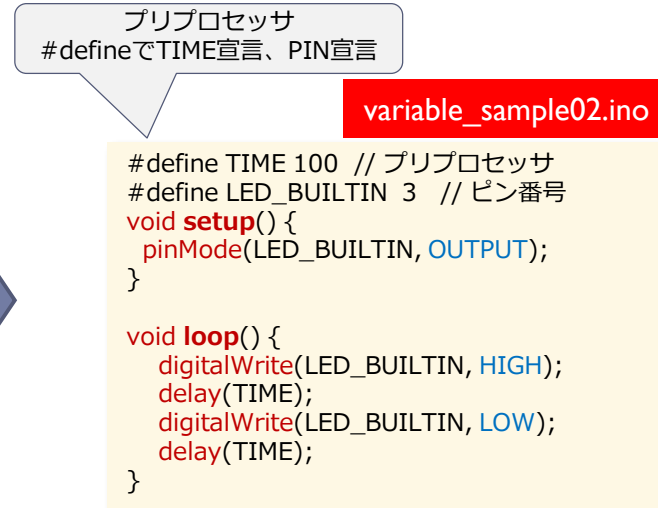 プリプロセッサ
#defineでTIME宣言、PIN宣言
variable_sample02.ino
#define TIME 100 // プリプロセッサ
#define LED_BUILTIN 3 // ピン番号
void setup() {
pinMode(LED_BUILTIN, OUTPUT);
}
void loop() {
digitalWrite(LED_BUILTIN, HIGH);
delay(TIME);
digitalWrite(LED_BUILTIN, LOW);
delay(TIME);
}